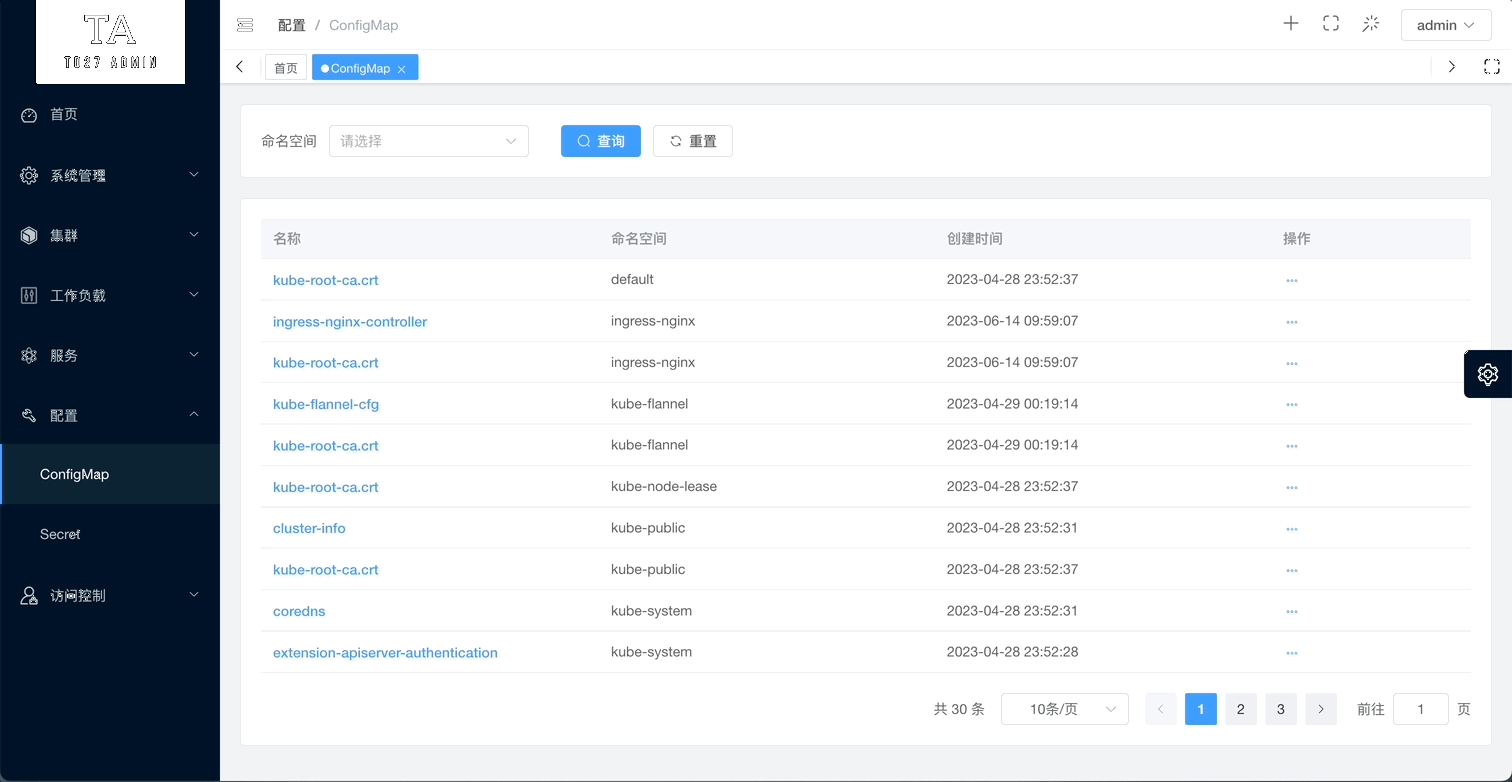 TA
TO27 ADMIN
首页
系统管理
集群
工作负载
服务
配置
ConfigMap
Secret
访问控制
配置 / ConfigMap
admin
首页
ConfigMap
命名空间 请选择 查询 重置
名称 命名空间 创建时间 操作
kube-root-ca.crt default 2023-04-28 23:52:37
ingress-nginx-controller ingress-nginx 2023-06-14 09:59:07
kube-root-ca.crt ingress-nginx 2023-06-14 09:59:07
kube-flannel-cfg kube-flannel 2023-04-29 00:19:14
kube-root-ca.crt kube-flannel 2023-04-29 00:19:14
kube-root-ca.crt kube-node-lease 2023-04-28 23:52:37
cluster-info kube-public 2023-04-28 23:52:31
kube-root-ca.crt kube-public 2023-04-28 23:52:37
coredns kube-system 2023-04-28 23:52:31
extension-apiserver-authentication kube-system 2023-04-28 23:52:28
共 30 条 10条/页 1 2 3 前往 1 页